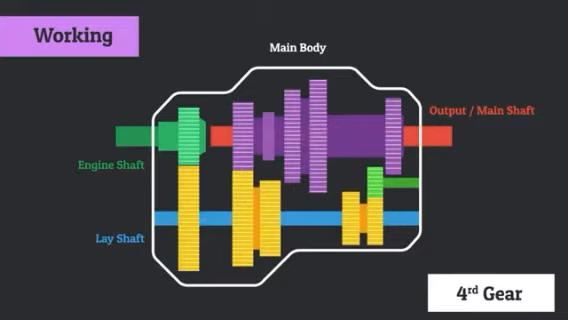 Working
Main Body
Output / Main Shaft
Engine Shaft
Lay Shaft
4rd Gear